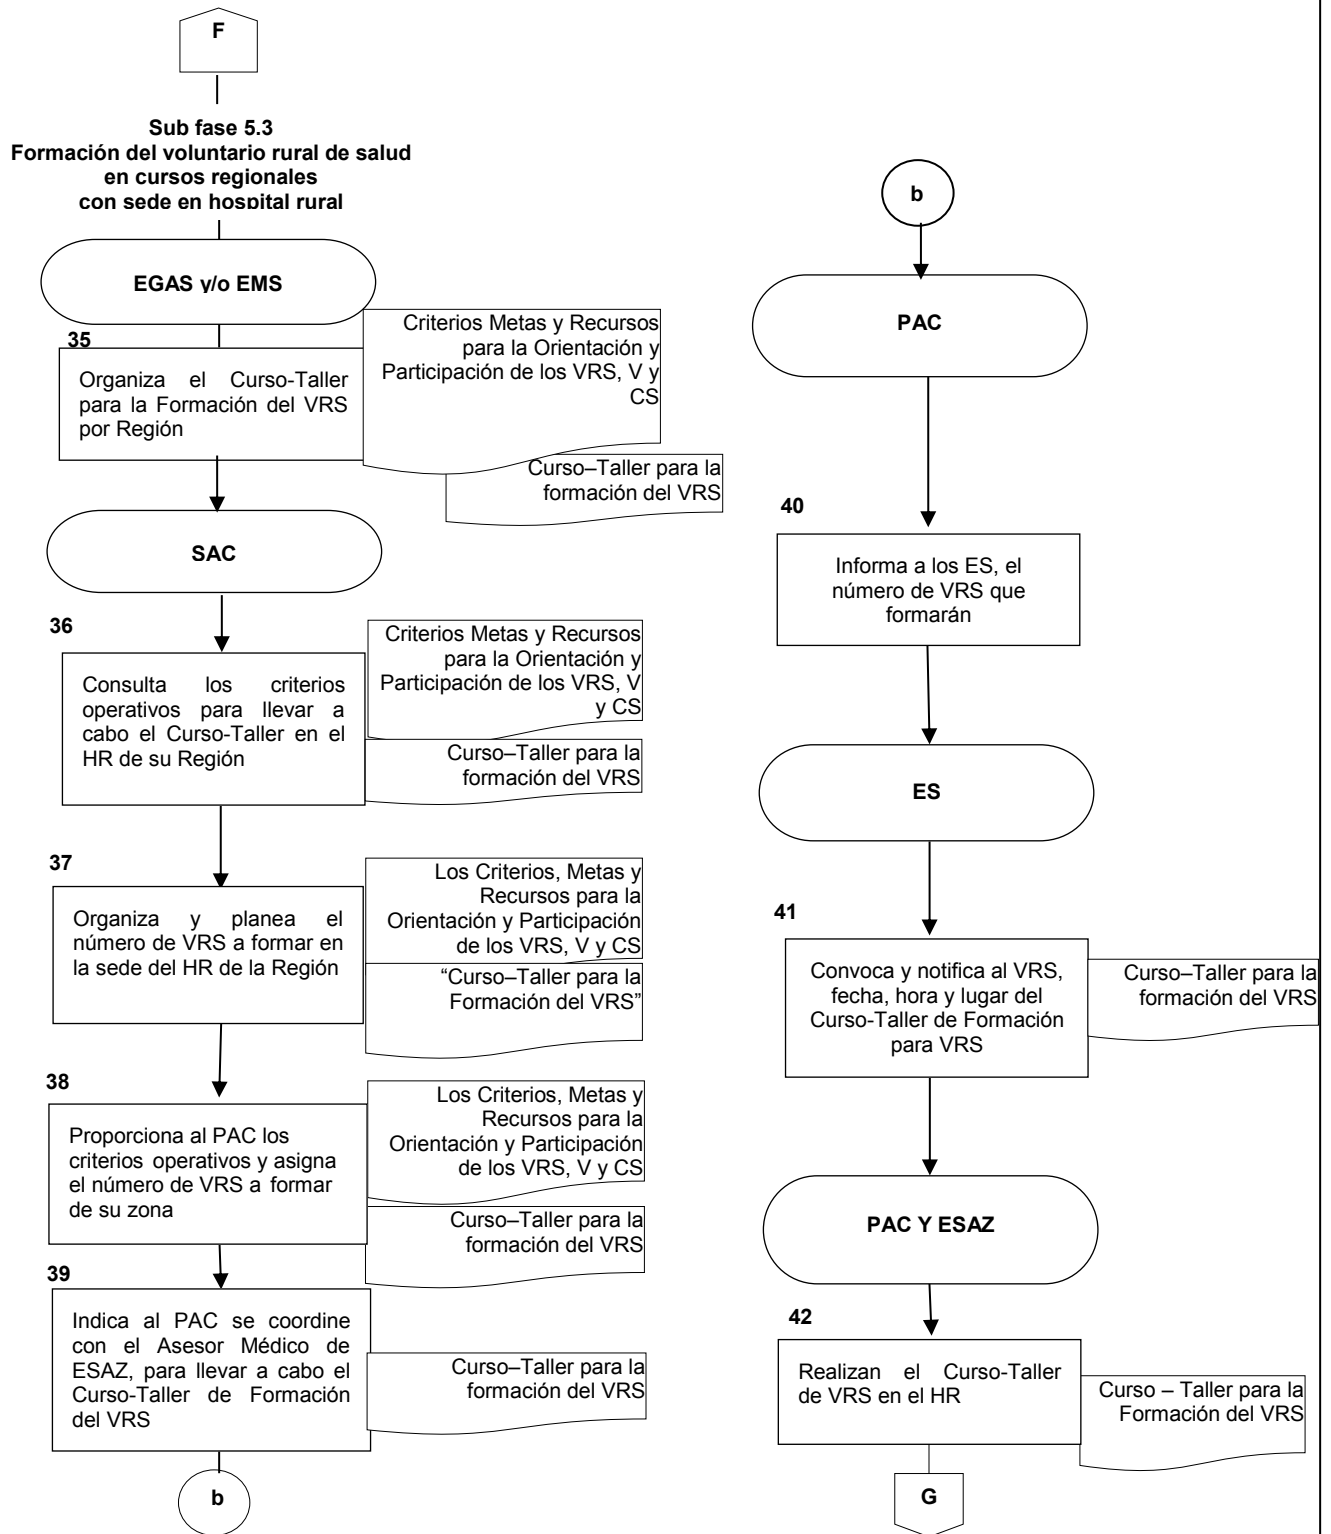 F
Sub fase 5.3
Formación del voluntario rural de salud
en cursos regionales
con sede en hospital rural
EGAS y/o EMS
35
Organiza el Curso-Taller
para la Formación del VRS
por Región
Criterios Metas y Recursos
para la Orientación y
Participación de los VRS, V y
CS
Curso–Taller para la
formación del VRS
SAC
36
Consulta los criterios
operativos para llevar a
cabo el Curso-Taller en el
HR de su Región
Criterios Metas y Recursos
para la Orientación y
Participación de los VRS, V
y CS
Curso–Taller para la
formación del VRS
37
Organiza y planea el
número de VRS a formar en
la sede del HR de la Región
Los Criterios, Metas y
Recursos para la
Orientación y Participación
de los VRS, V y CS
“Curso–Taller para la
Formación del VRS”
38
Proporciona al PAC los
criterios operativos y asigna
el número de VRS a formar
de su zona
Los Criterios, Metas y
Recursos para la
Orientación y Participación
de los VRS, V y CS
Curso–Taller para la
formación del VRS
39
Indica al PAC se coordine
con el Asesor Médico de
ESAZ, para llevar a cabo el
Curso-Taller de Formación
del VRS
Curso–Taller para la
formación del VRS
b
b
PAC
40
Informa a los ES, el
número de VRS que
formarán
ES
41
Convoca y notifica al VRS,
fecha, hora y lugar del
Curso-Taller de Formación
para VRS
Curso–Taller para la
formación del VRS
PAC Y ESAZ
42
Realizan el Curso-Taller
de VRS en el HR
Curso – Taller para la
Formación del VRS
G